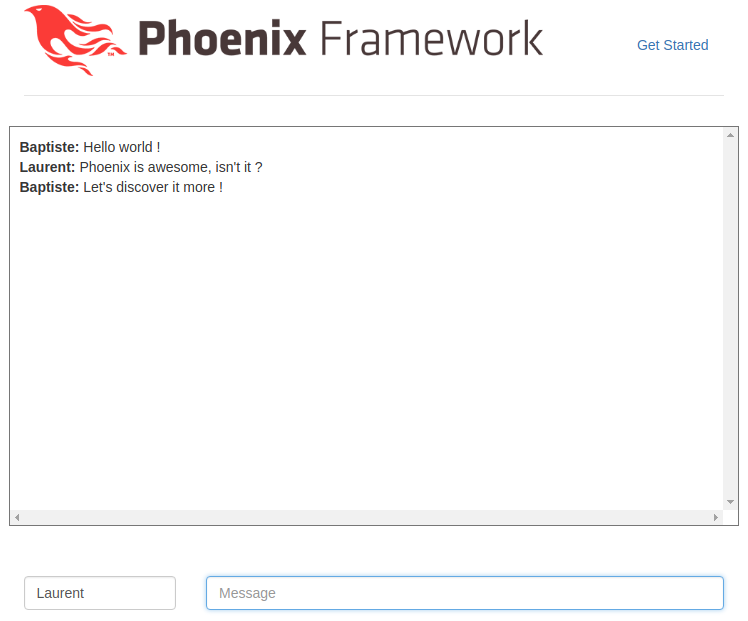 Phoenix Framework
Get Started
Baptiste: Hello world !
Laurent: Phoenix is awesome, isn't it ?
Baptiste: Let's discover it more !
Laurent
Message